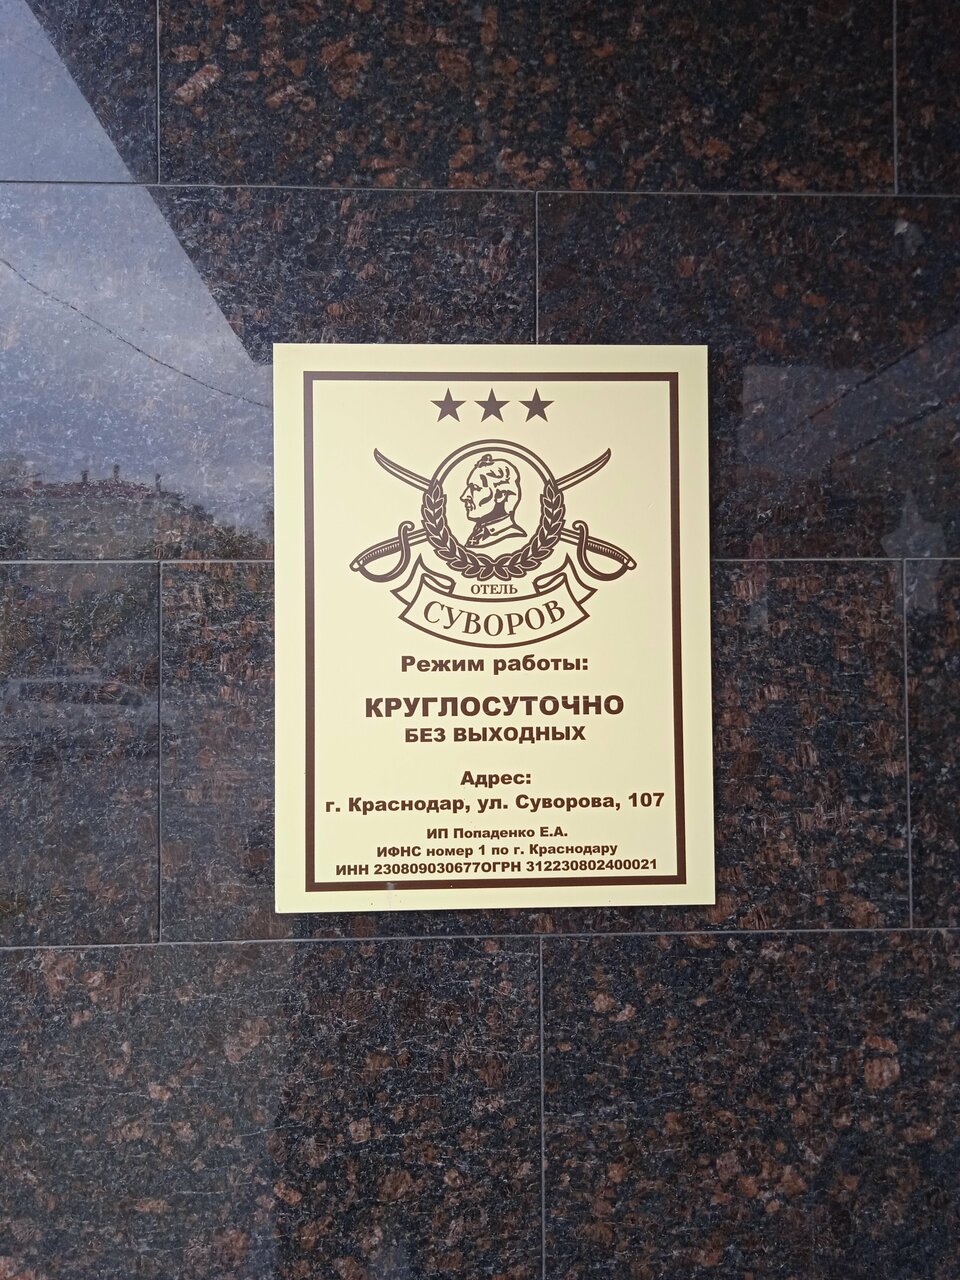 ОТЕЛЬ
СУВОРОВ
Режим работы:
КРУГЛОСУТОЧНО
БЕЗ ВЫХОДНЫХ
Адрес:
г. Краснодар, ул. Суворова, 107
ИП Попаденко Е.А.
ИФНС номер 1 по г. Краснодару
ИНН 230809030677ОГРН 312230802400021